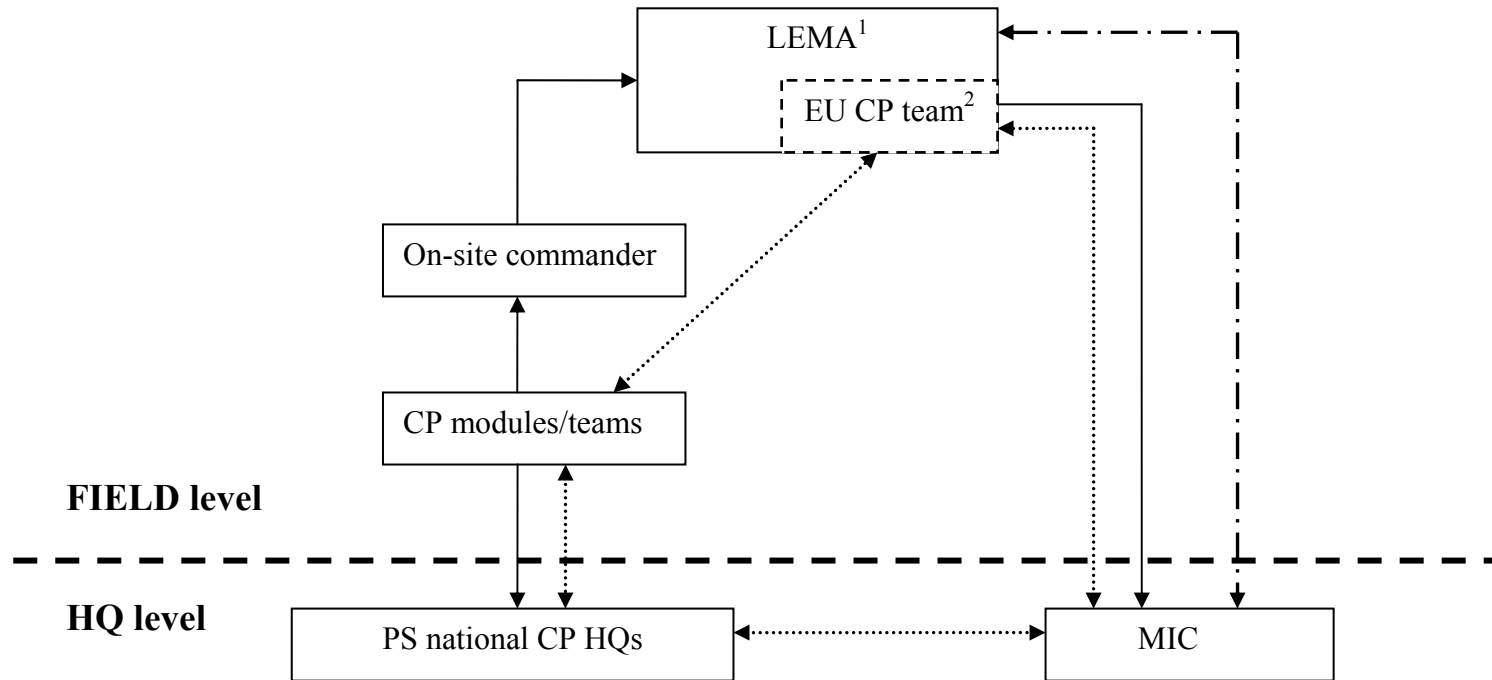 LEMA¹
EU CP team²
On-site commander
CP modules/teams
FIELD level
HQ level
PS national CP HQs
MIC